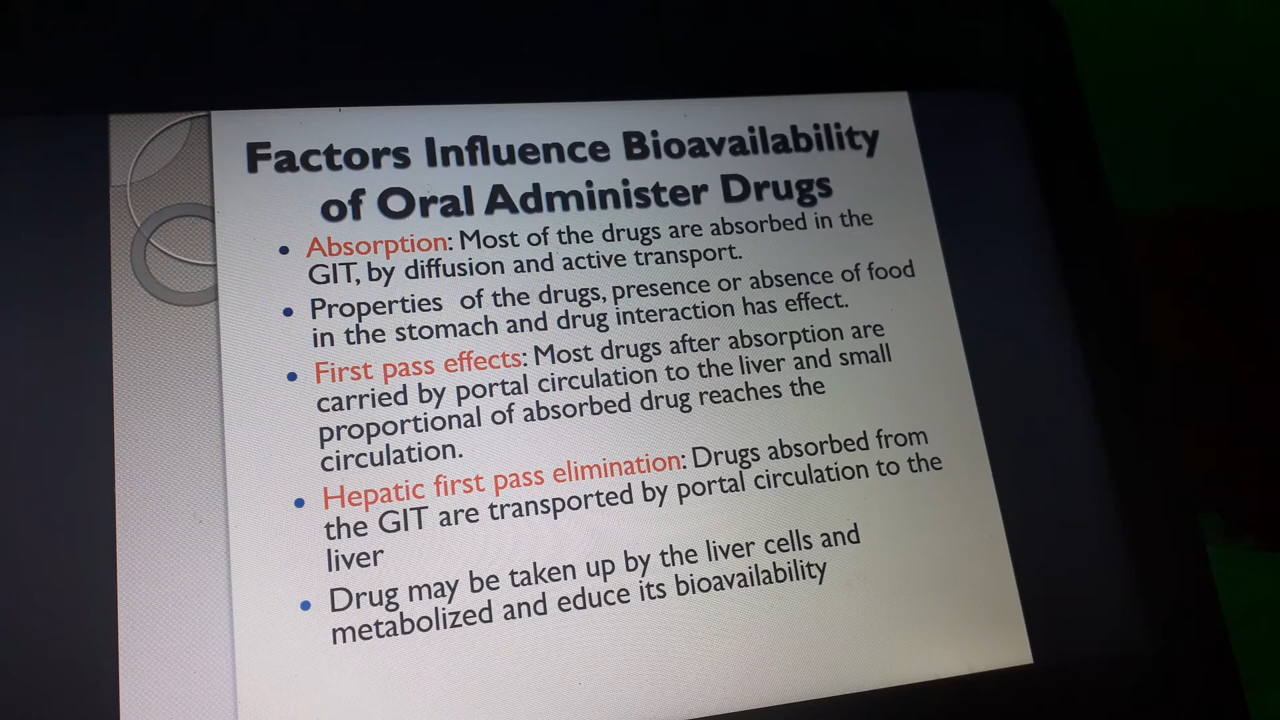 Factors Influence Bioavailability
of Oral Administer Drugs
• Absorption: Most of the drugs are absorbed in the
GIT, by diffusion and active transport.
• Properties of the drugs, presence or absence of food
in the stomach and drug interaction has effect.
• First pass effects: Most drugs after absorption are
carried by portal circulation to the liver and small
proportional of absorbed drug reaches the
circulation.
• Hepatic first pass elimination: Drugs absorbed from
the GIT are transported by portal circulation to the
liver
• Drug may be taken up by the liver cells and
metabolized and educe its bioavailability